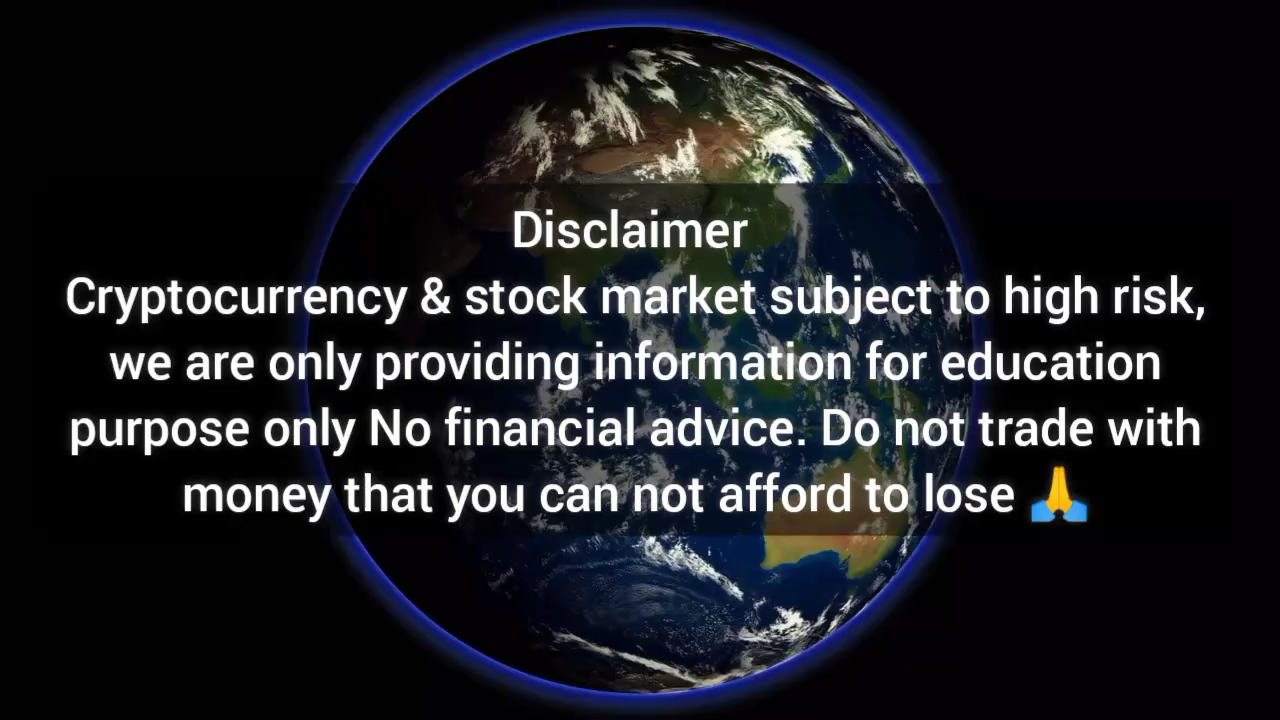 Disclaimer
Cryptocurrency & stock market subject to high risk,
we are only providing information for education
purpose only No financial advice. Do not trade with
money that you can not afford to lose 🙏